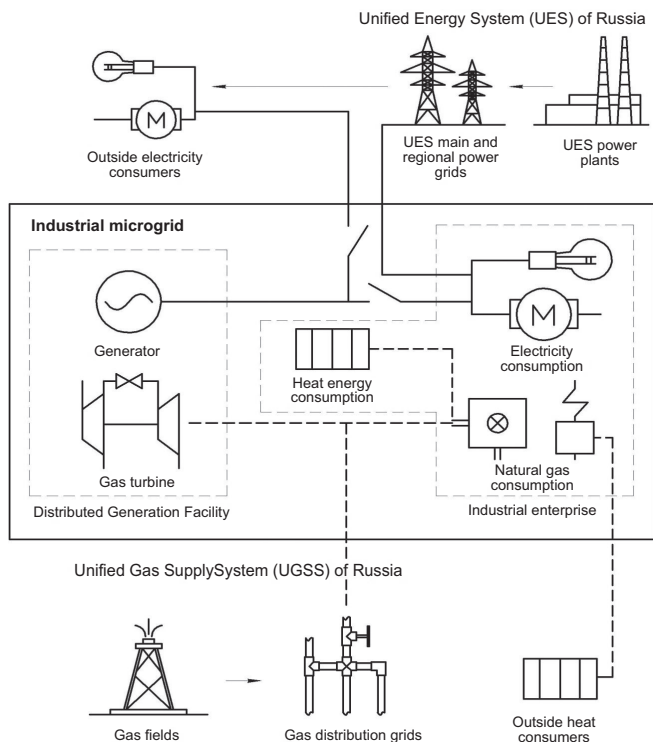 Unified Energy System (UES) of Russia
M
Outside electricity
consumers
UES main and
regional power
grids
UES power
plants
Industrial microgrid
Generator
M
Electricity
consumption
Heat energy
consumption
Gas turbine
Natural gas
consumption
Distributed Generation Facility
Industrial enterprise
Unified Gas SupplySystem (UGSS) of Russia
Gas fields
Gas distribution grids
Outside heat
consumers